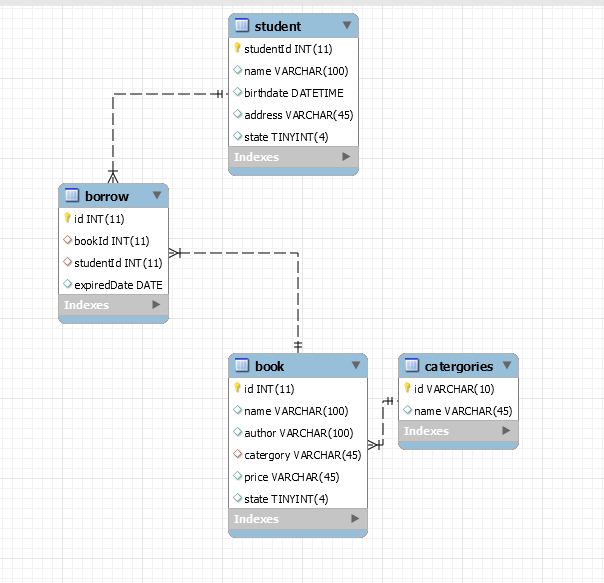 student
studentId INT(11)
name VARCHAR(100)
birthdate DATETIME
address VARCHAR(45)
state TINYINT(4)
Indexes
borrow
id INT(11)
bookId INT(11)
studentId INT(11)
expiredDate DATE
Indexes
book
id INT(11)
name VARCHAR(100)
author VARCHAR(100)
catergory VARCHAR(45)
price VARCHAR(45)
state TINYINT(4)
Indexes
catergories
id VARCHAR(10)
name VARCHAR(45)
Indexes